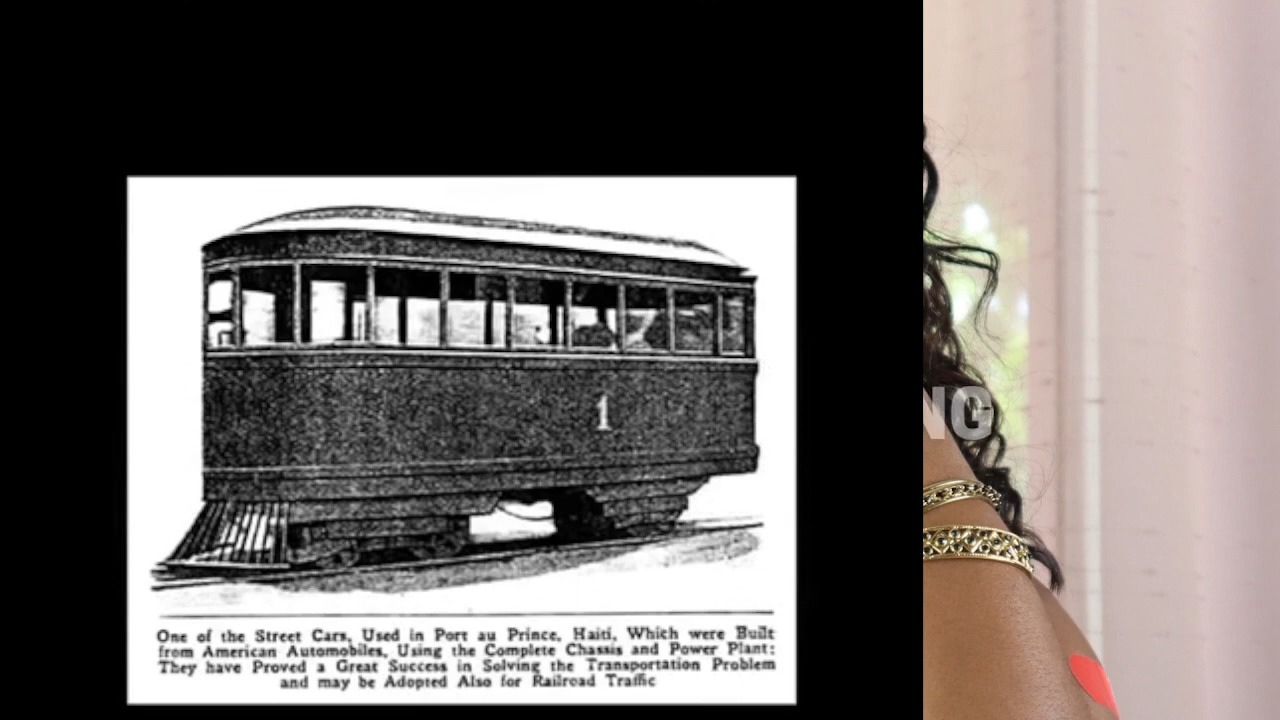 1
One of the Street Cars, Used in Port au Prince, Haiti, Which were Built
from American Automobiles, Using the Complete Chassis and Power Plant;
They have Proved a Great Success in Solving the Transportation Problem
and may be Adopted Also for Railroad Traffic
NG